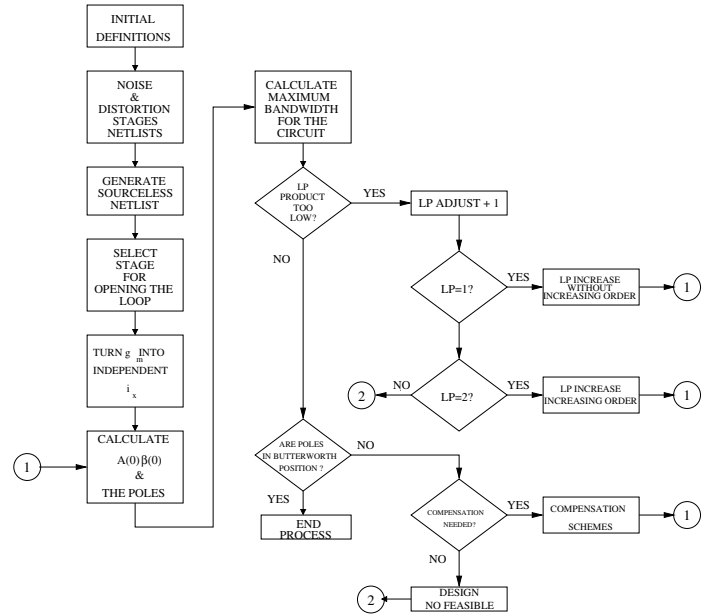 INITIAL
DEFINITIONS
NOISE
&
DISTORTION
STAGES
NETLISTS
GENERATE
SOURCELESS
NETLIST
SELECT
STAGE
FOR
OPENING THE
LOOP
TURN g m INTO
INDEPENDENT
i x
1
CALCULATE
A(0) β(0)
&
THE POLES
CALCULATE
MAXIMUM
BANDWIDTH
FOR THE
CIRCUIT
LP
PRODUCT
TOO
LOW?
YES
NO
LP ADJUST + 1
LP=1?
YES
LP INCREASE
WITHOUT
INCREASING ORDER
1
2
NO
LP=2?
YES
LP INCREASE
INCREASING ORDER
1
ARE POLES
IN BUTTERWORTH
POSITION ?
NO
YES
END
PROCESS
COMPENSATION
NEEDED?
YES
COMPENSATION
SCHEMES
1
NO
2
DESIGN
NO FEASIBLE